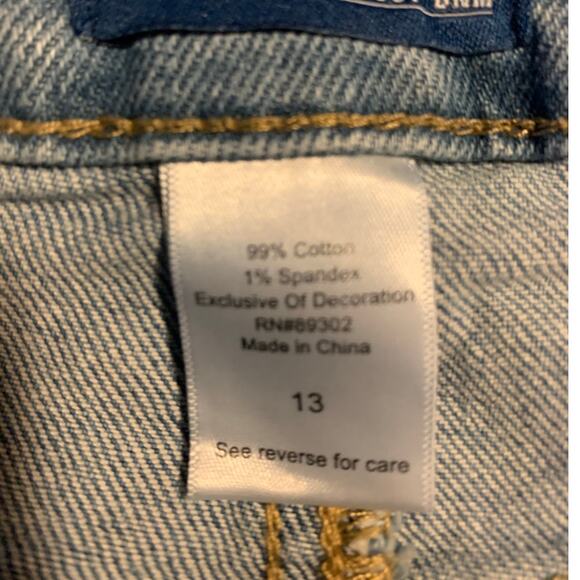 99% Cotton
1% Spandex
Exclusive Of Decoration
RN#89302
Made in China
13
See reverse for care